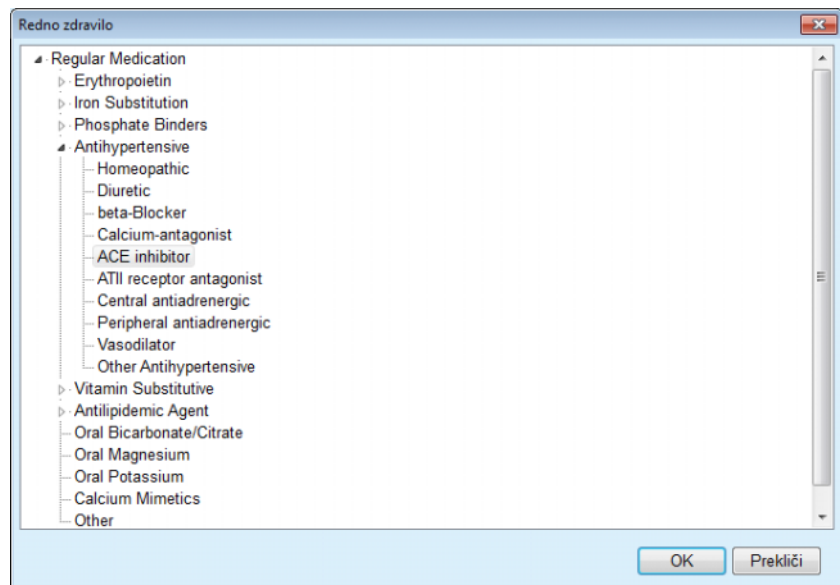 Redno zdravilo
Regular Medication
Erythropoietin
Iron Substitution
Phosphate Binders
Antihypertensive
Homeopathic
Diuretic
beta-Blocker
Calcium-antagonist
ACE inhibitor
ATII receptor antagonist
Central antiadrenergic
Peripheral antiadrenergic
Vasodilator
Other Antihypertensive
Vitamin Substitutive
Antilipidemic Agent
Oral Bicarbonate/Citrate
Oral Magnesium
Oral Potassium
Calcium Mimetics
Other
OK Prekliči